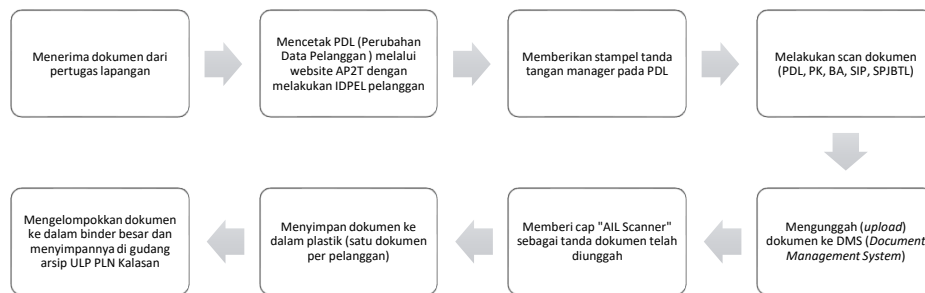 Menerima dokumen dari
pertugas lapangan
Mencetak PDL (Perubahan
Data Pelanggan ) melalui
website AP2T dengan
melakukan IDPEL pelanggan
Memberikan stampel tanda
tangan manager pada PDL
Melakukan scan dokumen
(PDL, PK, BA, SIP, SPJBTL)
Mengunggah (upload)
dokumen ke DMS (Document
Management System)
Memberi cap "AIL Scanner"
sebagai tanda dokumen telah
diunggah
Menyimpan dokumen ke
dalam plastik (satu dokumen
per pelanggan)
Mengelompokkan dokumen
ke dalam binder besar dan
menyimpannya di gudang
arsip ULP PLN Kalasan